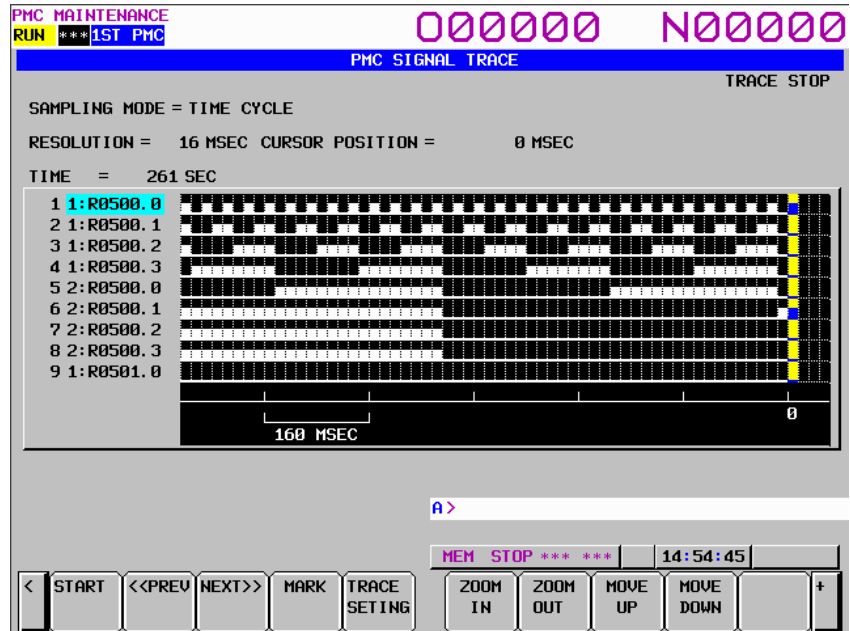 PMC MAINTENANCE
O00000 N00000
RUN ***1ST PMC
PMC SIGNAL TRACE
TRACE STOP
SAMPLING MODE = TIME CYCLE
RESOLUTION = 16 MSEC CURSOR POSITION = 0 MSEC
TIME = 261 SEC
1 1:R0500.0
2 1:R0500.1
3 1:R0500.2
4 1:R0500.3
5 2:R0500.0
6 2:R0500.1
7 2:R0500.2
8 2:R0500.3
9 1:R0501.0
0
160 MSEC
A>
MEM STOP *** ***
14:54:45
< START <<PREV NEXT>> MARK TRACE SETING ZOOM IN ZOOM OUT MOVE UP MOVE DOWN +